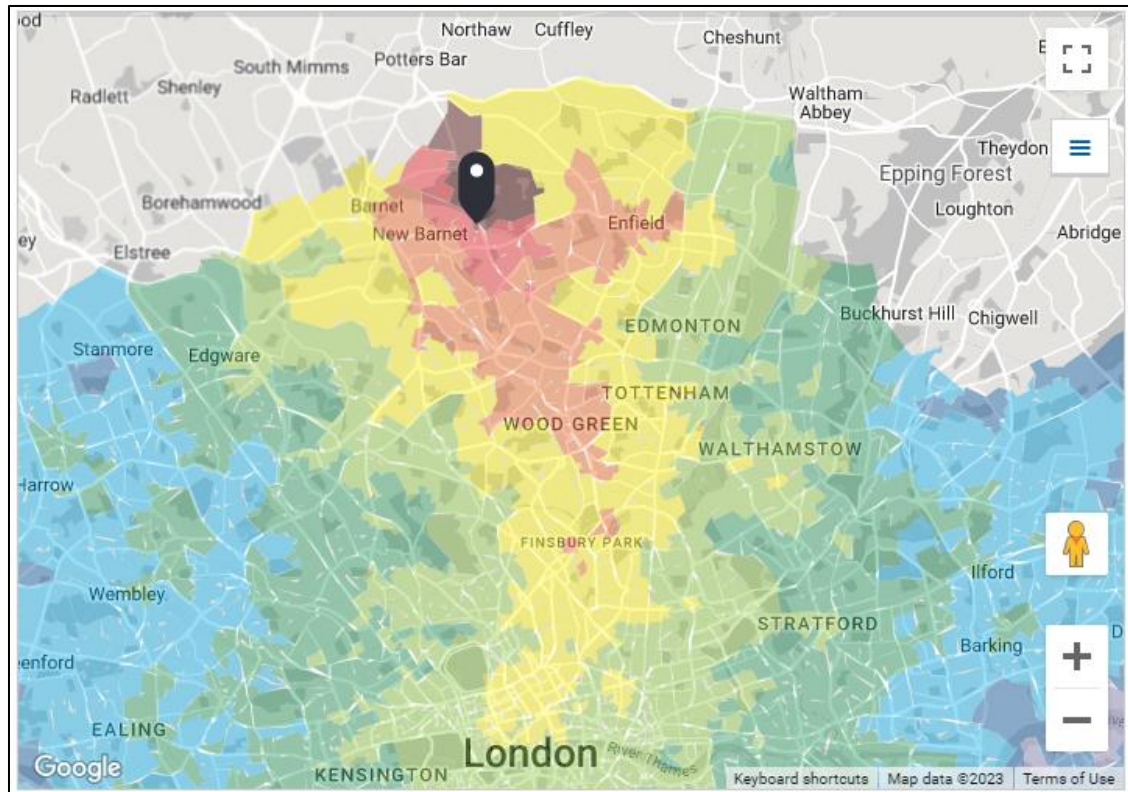 Northaw
Cuffley
Cheshunt
Potters Bar
South Mimms
Shenley
Radlett
Waltham
Abbey
Theydon
Epping Forest
Loughton
Abridge
Borehamwood
Barnet
New Barnet
Enfield
Elstree
Buckhurst Hill
Chigwell
EDMONTON
Stanmore
Edgware
TOTTENHAM
WOOD GREEN
WALTHAMSTOW
Harrow
FINSBURY PARK
Ilford
Wembley
STRATFORD
Barking
EALING
London
River Thames
KENSINGTON
Google
Keyboard shortcuts
Map data ©2023
Terms of Use